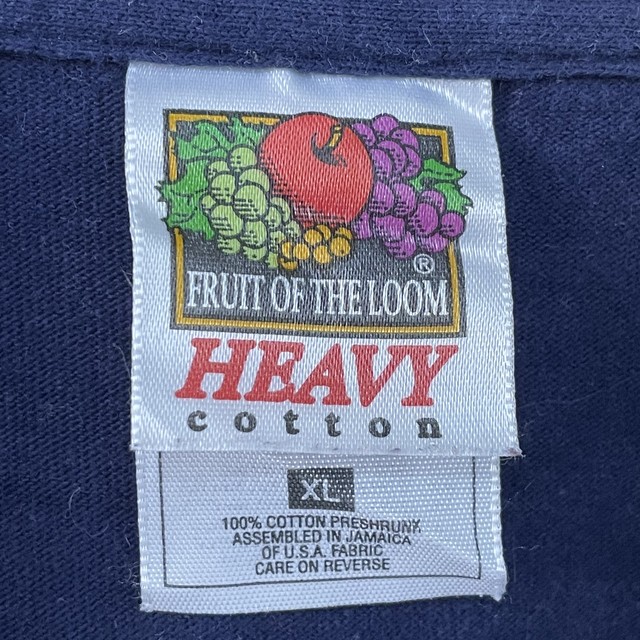 ®
FRUIT OF THE LOOM
HEAVY
cotton
XL
100% COTTON PRESHRUNK
ASSEMBLED IN JAMAICA
OF U.S.A. FABRIC
CARE ON REVERSE